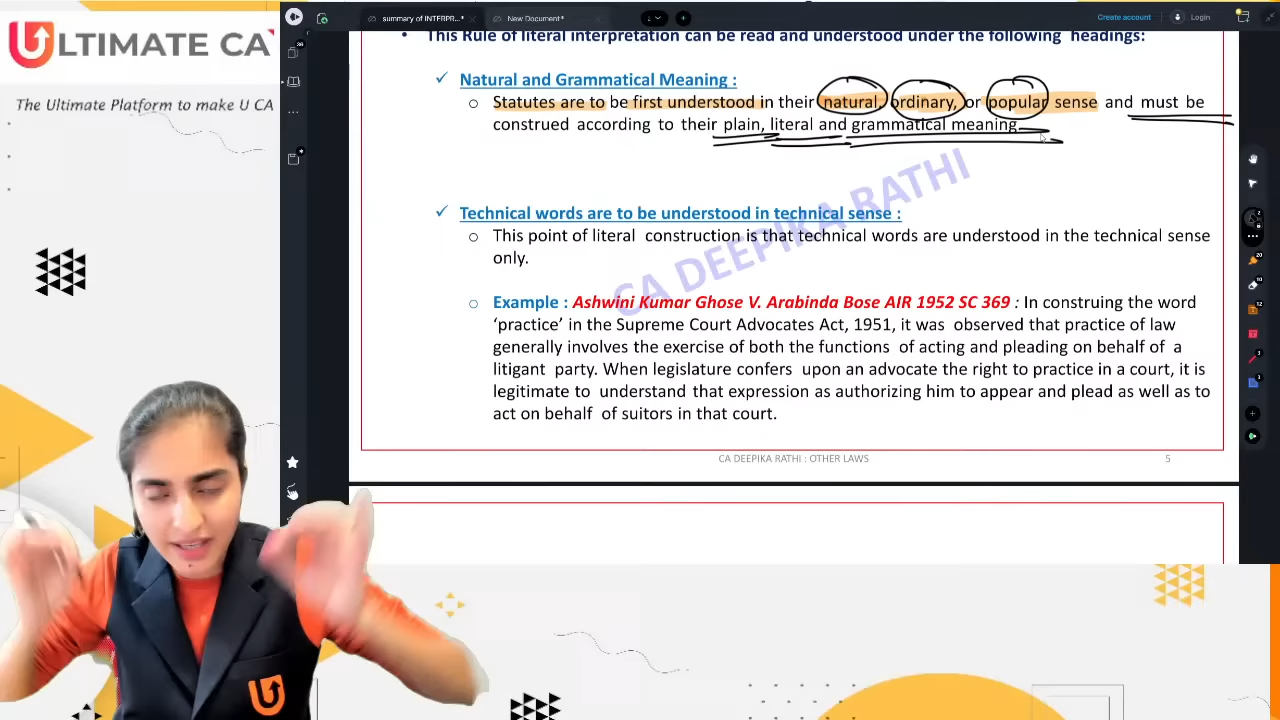 ULTIMATE CA
The Ultimate Platform to make U CA
summary of INTERPR...*
New Document*
Create account
Login
• This Rule of literal interpretation can be read and understood under the following headings:
✓ Natural and Grammatical Meaning :
o Statutes are to be first understood in their natural, ordinary, or popular sense and must be
construed according to their plain, literal and grammatical meaning.
✓ Technical words are to be understood in technical sense :
o This point of literal construction is that technical words are understood in the technical sense
only.
o Example : Ashwini Kumar Ghose V. Arabinda Bose AIR 1952 SC 369 : In construing the word
‘practice’ in the Supreme Court Advocates Act, 1951, it was observed that practice of law
generally involves the exercise of both the functions of acting and pleading on behalf of a
litigant party. When legislature confers upon an advocate the right to practice in a court, it is
legitimate to understand that expression as authorizing him to appear and plead as well as to
act on behalf of suitors in that court.
CA DEEPIKA RATHI
CA DEEPIKA RATHI : OTHER LAWS
5